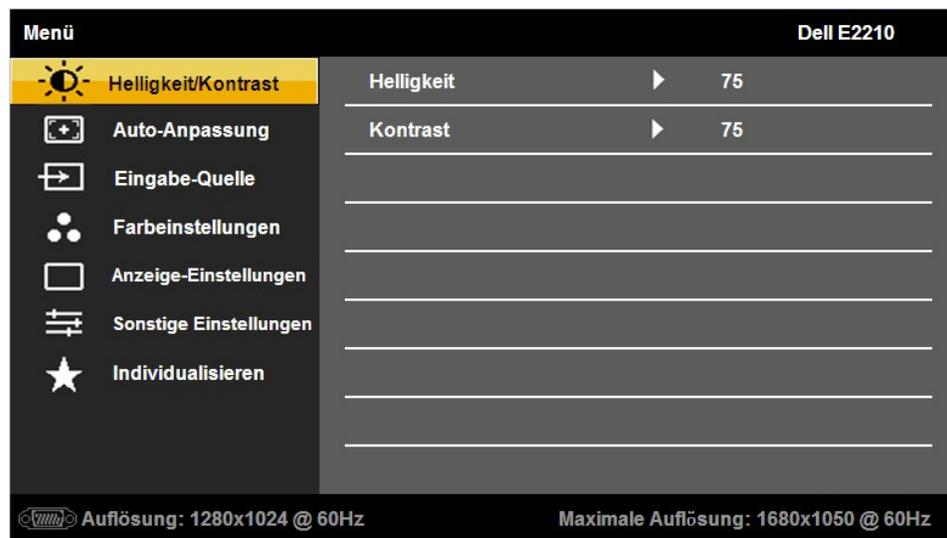 Menü Dell E2210
Helligkeit/Kontrast Helligkeit 75
Auto-Anpassung Kontrast 75
Eingabe-Quelle
Farbeinstellungen
Anzeige-Einstellungen
Sonstige Einstellungen
Individualisieren
Auflösung: 1280x1024 @ 60Hz Maximale Auflösung: 1680x1050 @ 60Hz